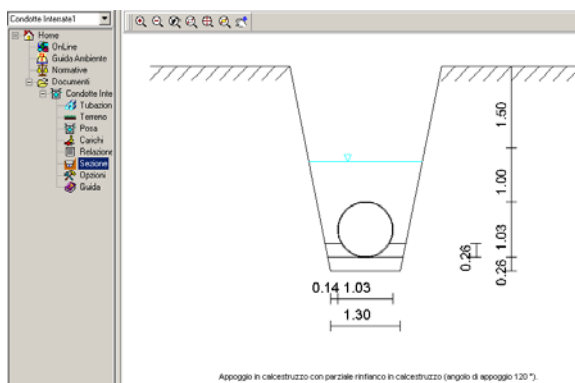 Condotte Interrate1
Home
OnLine
Guida Ambiente
Normative
Documenti
Condotte Inte
Tubazion
Terreno
Posa
Carichi
Relazione
Sezione
Opzioni
Guida
1.50
1.00
1.03
0.26
0.26
0.14 1.03
1.30
Appoggio in calcestruzzo con parziale rinfianco in calcestruzzo (angolo di appoggio 120 °).